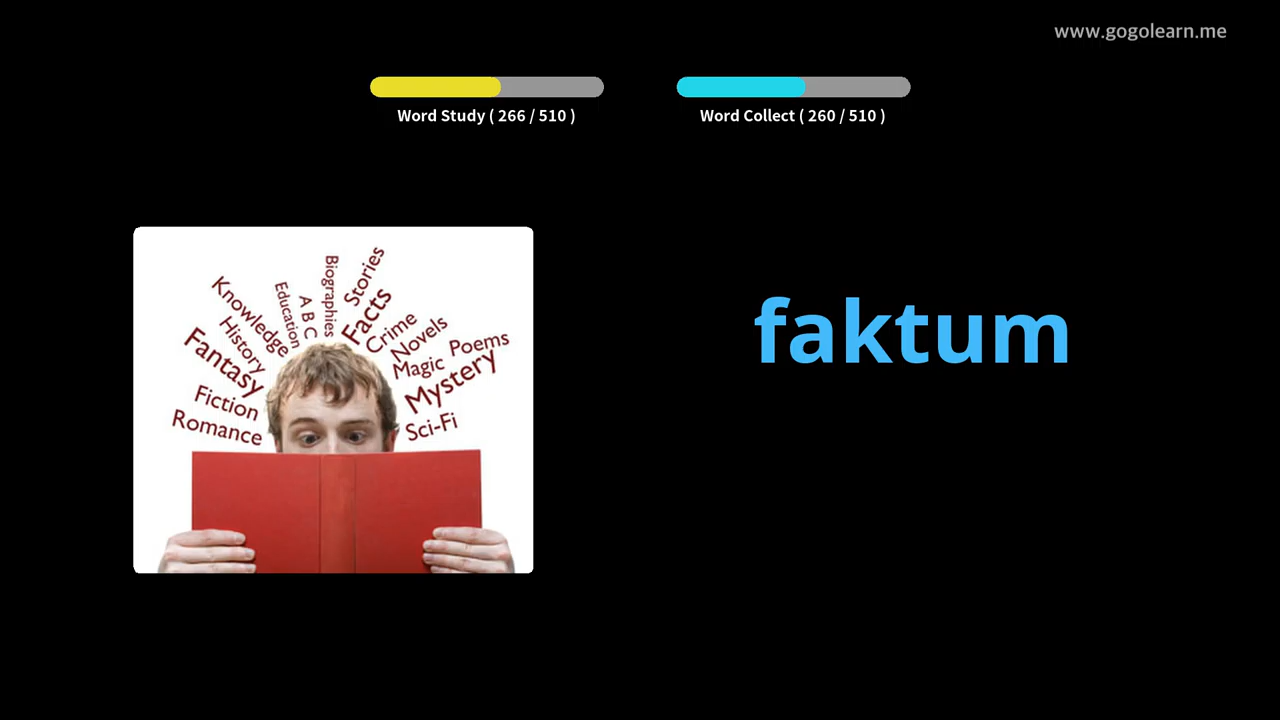 www.gogolearn.me
Word Study ( 266 / 510 )
Word Collect ( 260 / 510 )
faktum
Romance
Fiction
Fantasy
History
Knowledge
Education
A B C
Biographies
Stories
Facts
Crime
Novels
Magic
Poems
Mystery
Sci-Fi